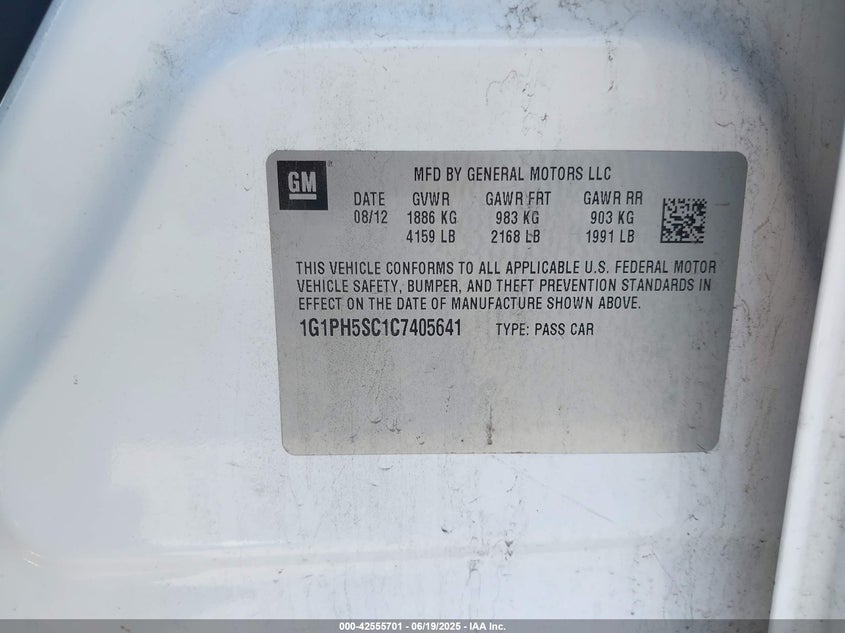 GM
MFD BY GENERAL MOTORS LLC
DATE GVWR GAWR FRT GAWR RR
08/12 1886 KG 983 KG 903 KG
4159 LB 2168 LB 1991 LB
THIS VEHICLE CONFORMS TO ALL APPLICABLE U.S. FEDERAL MOTOR
VEHICLE SAFETY, BUMPER, AND THEFT PREVENTION STANDARDS IN
EFFECT ON THE DATE OF MANUFACTURE SHOWN ABOVE.
1G1PH5SC1C7405641 TYPE: PASS CAR
000-42555701 - 06/19/2025 - IAA Inc.